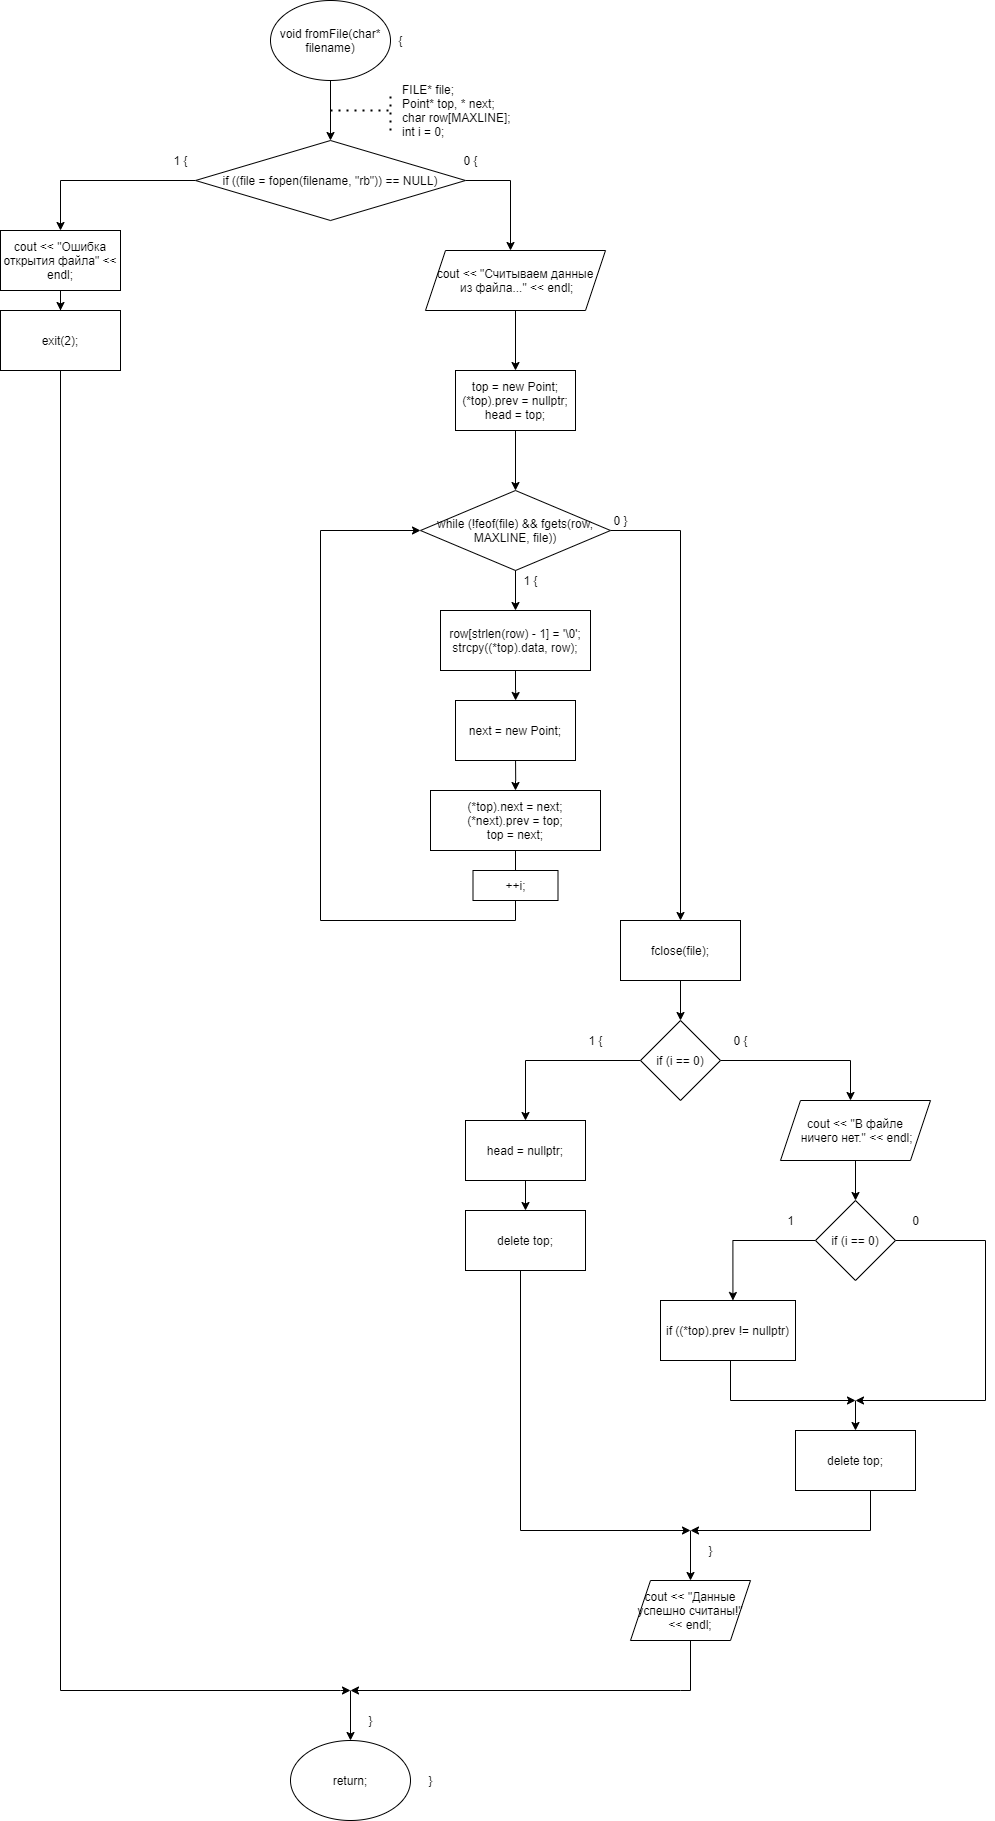 void fromFile(char*
filename)
{
FILE* file;
Point* top, * next;
char row[MAXLINE];
int i = 0;
1 {
0 {
if ((file = fopen(filename, "rb")) == NULL)
cout << "Ошибка
открытия файла" <<
endl;
exit(2);
cout << "Считываем данные
из файла..." << endl;
top = new Point;
(*top).prev = nullptr;
head = top;
while (!feof(file) && fgets(row,
MAXLINE, file))
0 }
1 {
row[strlen(row) - 1] = '\0';
strcpy((*top).data, row);
next = new Point;
(*top).next = next;
(*next).prev = top;
top = next;
++i;
fclose(file);
1 {
0 {
if (i == 0)
head = nullptr;
delete top;
cout << "В файле
ничего нет." << endl;
1
0
if (i == 0)
if ((*top).prev != nullptr)
delete top;
}
cout << "Данные
успешно считаны!"
<< endl;
}
return;
}